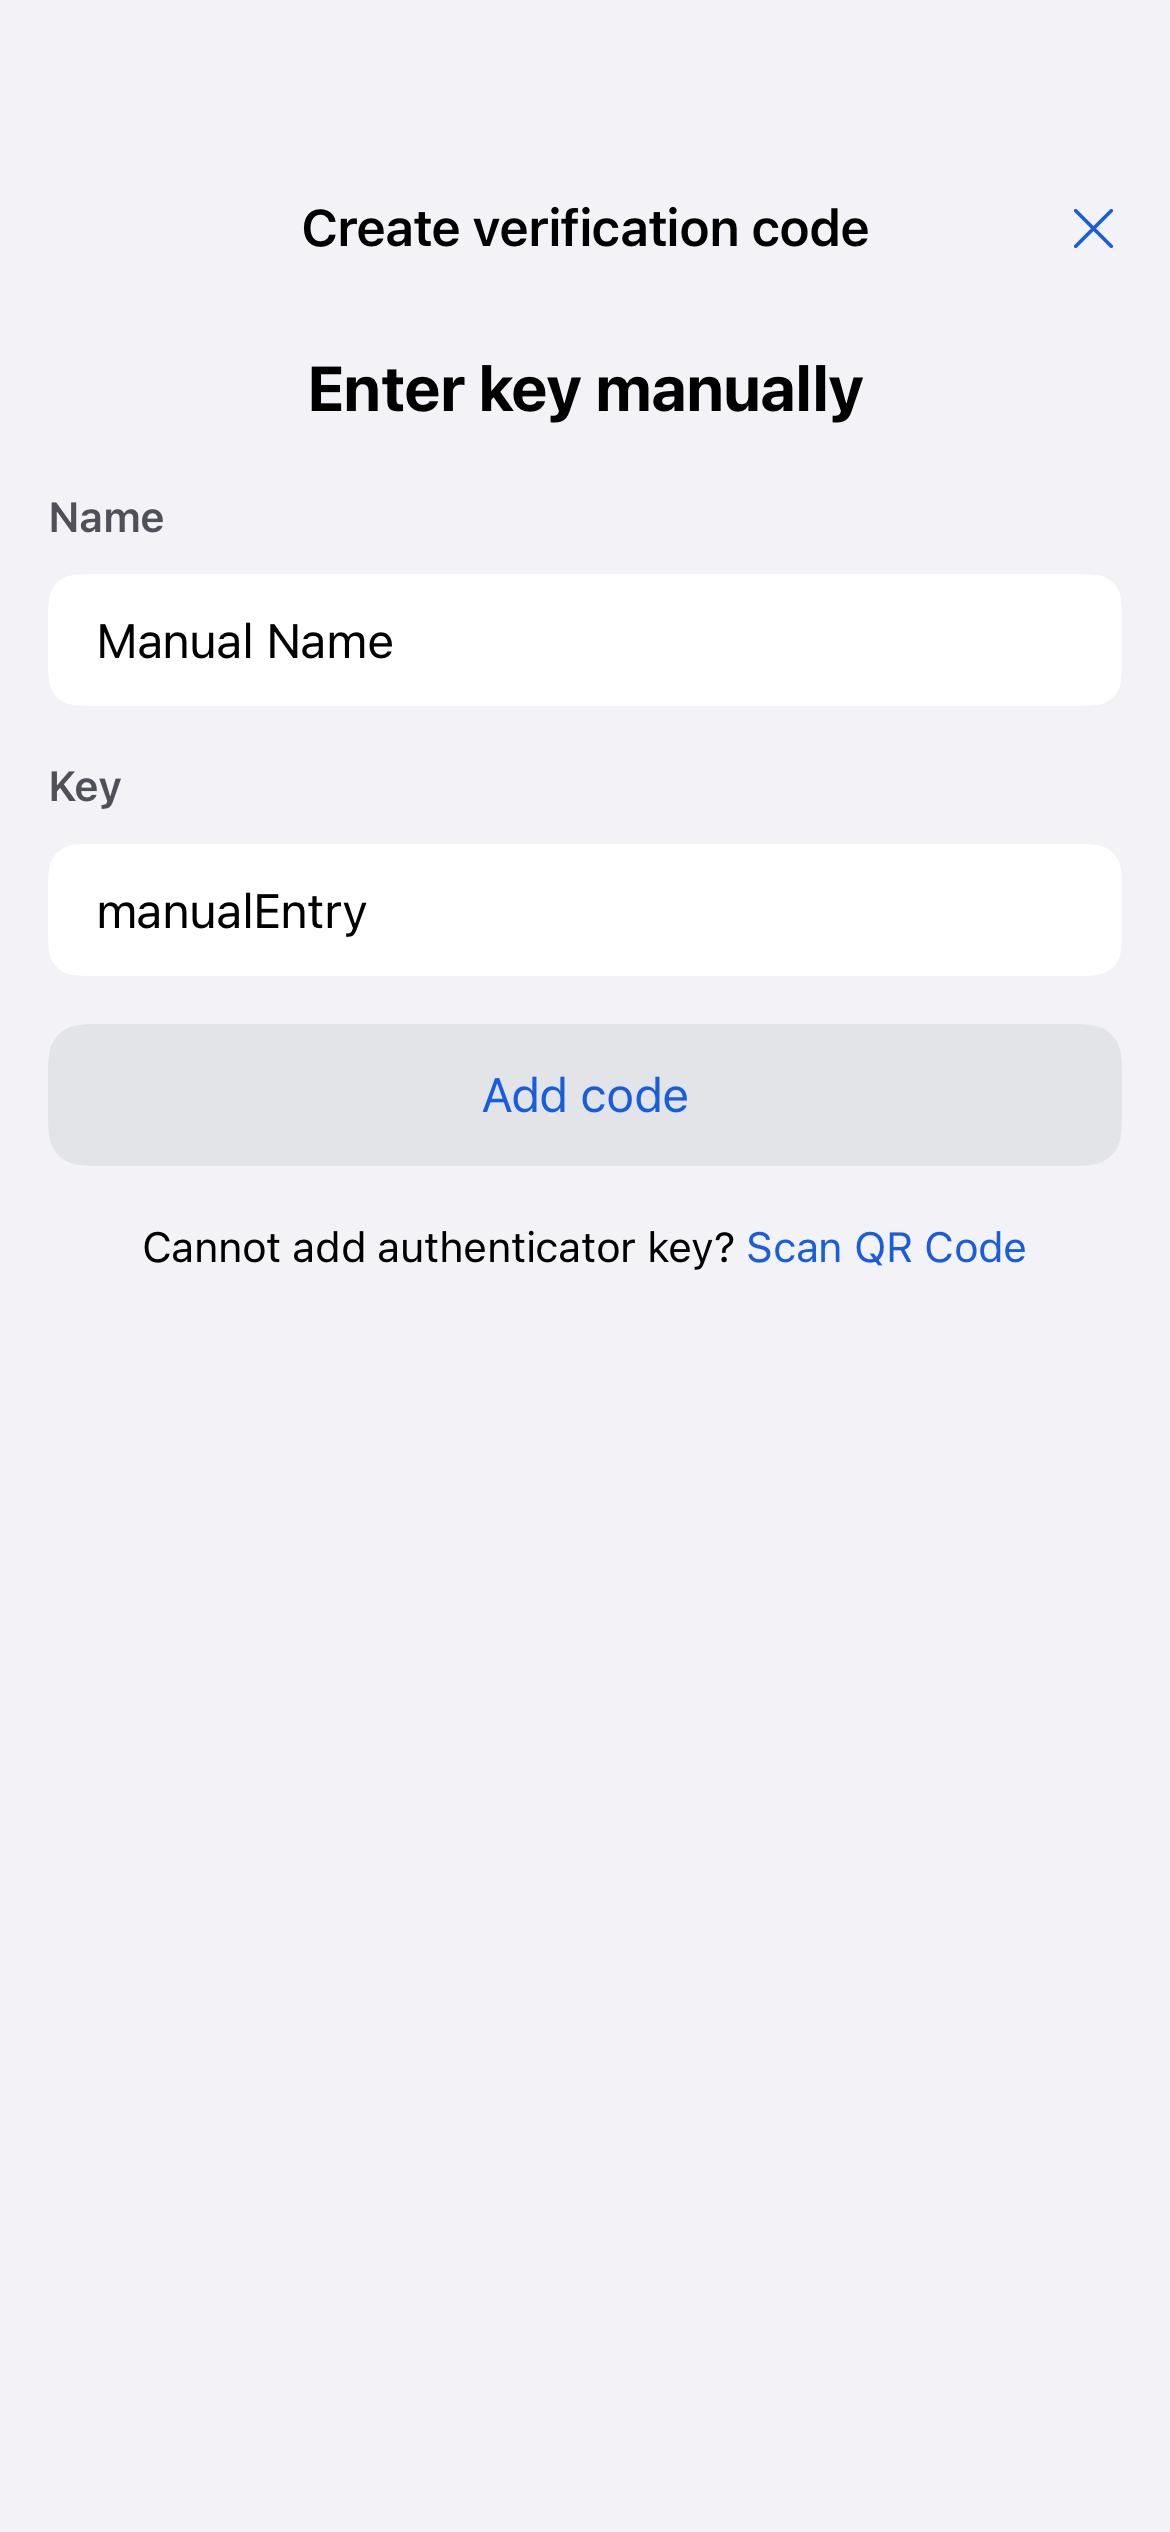 Create verification code
Enter key manually
Name
Manual Name
Key
manualEntry
Add code
Cannot add authenticator key? Scan QR Code